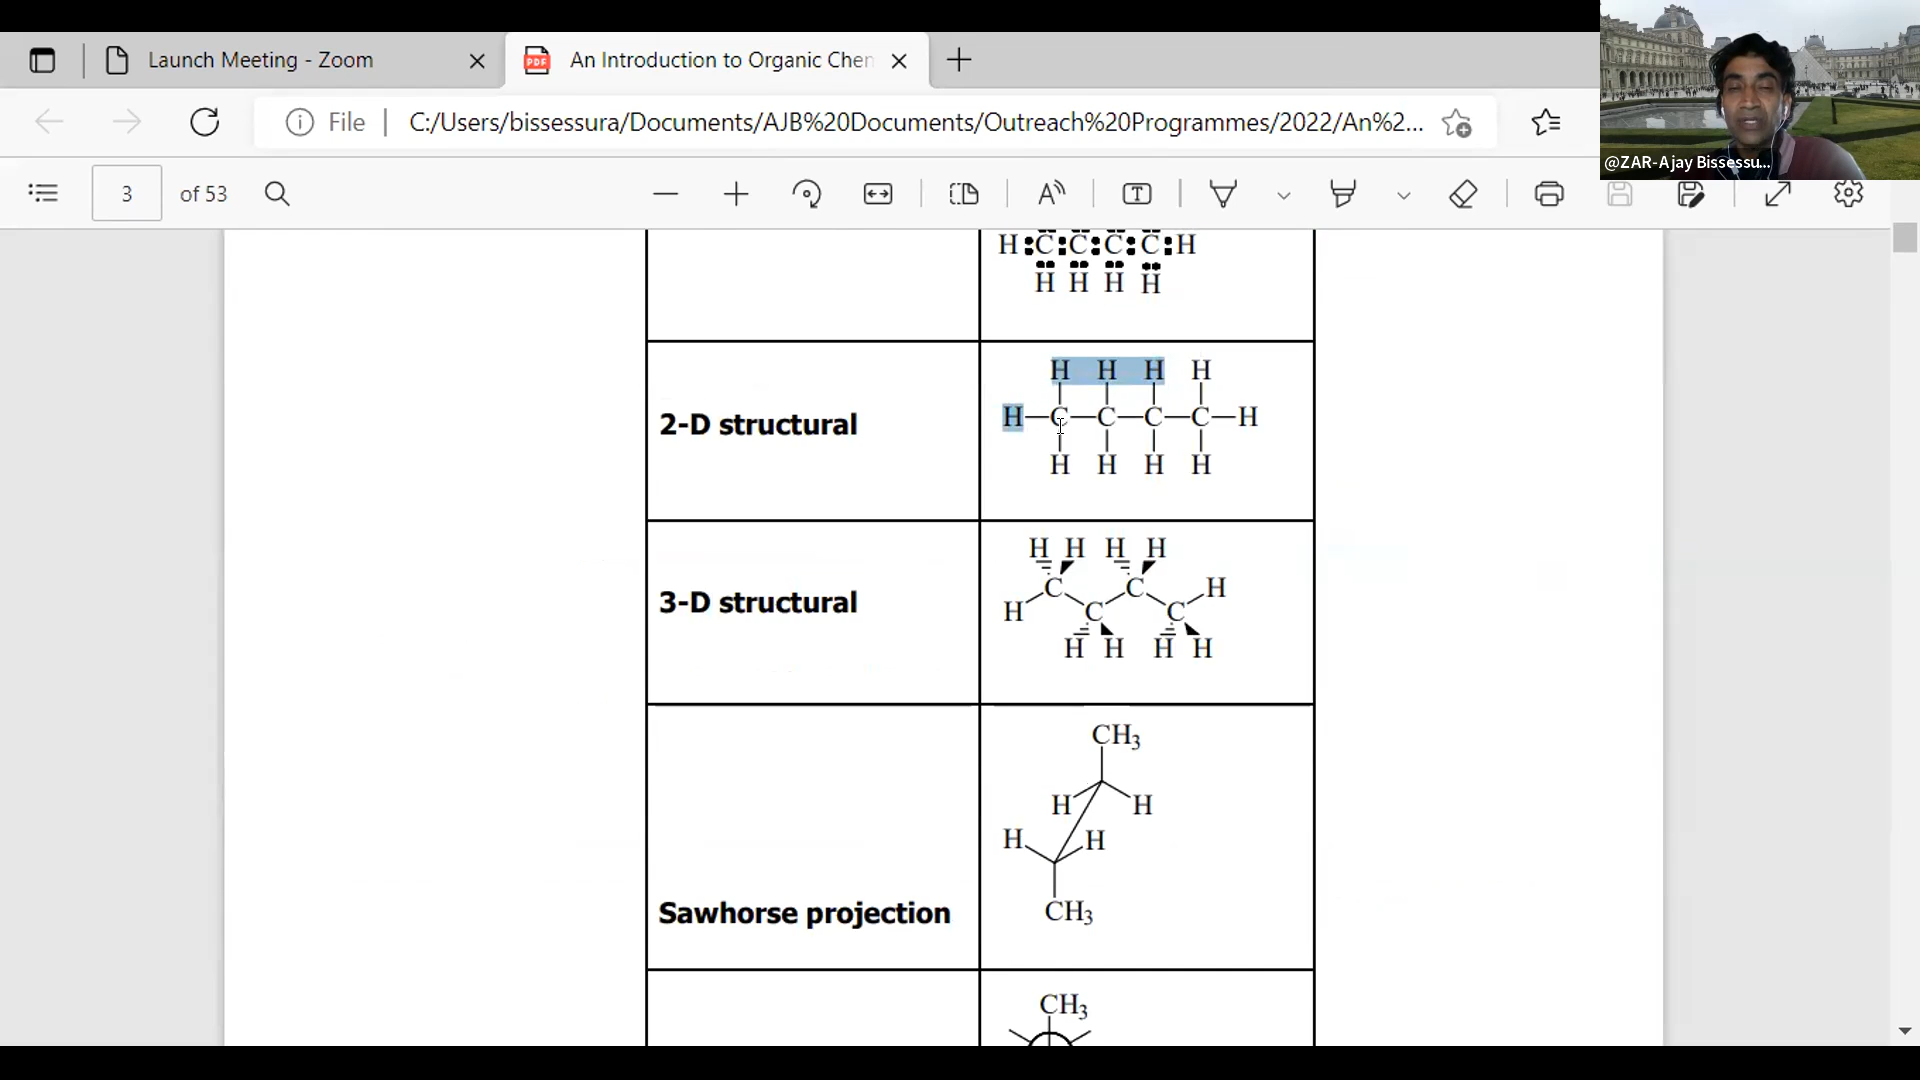 Launch Meeting - Zoom
An Introduction to Organic Chen
File
C:/Users/bissessura/Documents/AJB%20Documents/Outreach%20Programmes/2022/An%2...
@ZAR-Ajay Bissessu...
3 of 53
H:C:C:C:C:H
H H H H
2-D structural
H H H H
H—C—C—C—C—H
H H H H
3-D structural
H H H H
C C H
H C C
H H H H
Sawhorse projection
CH3
H H
H H
CH3
CH3